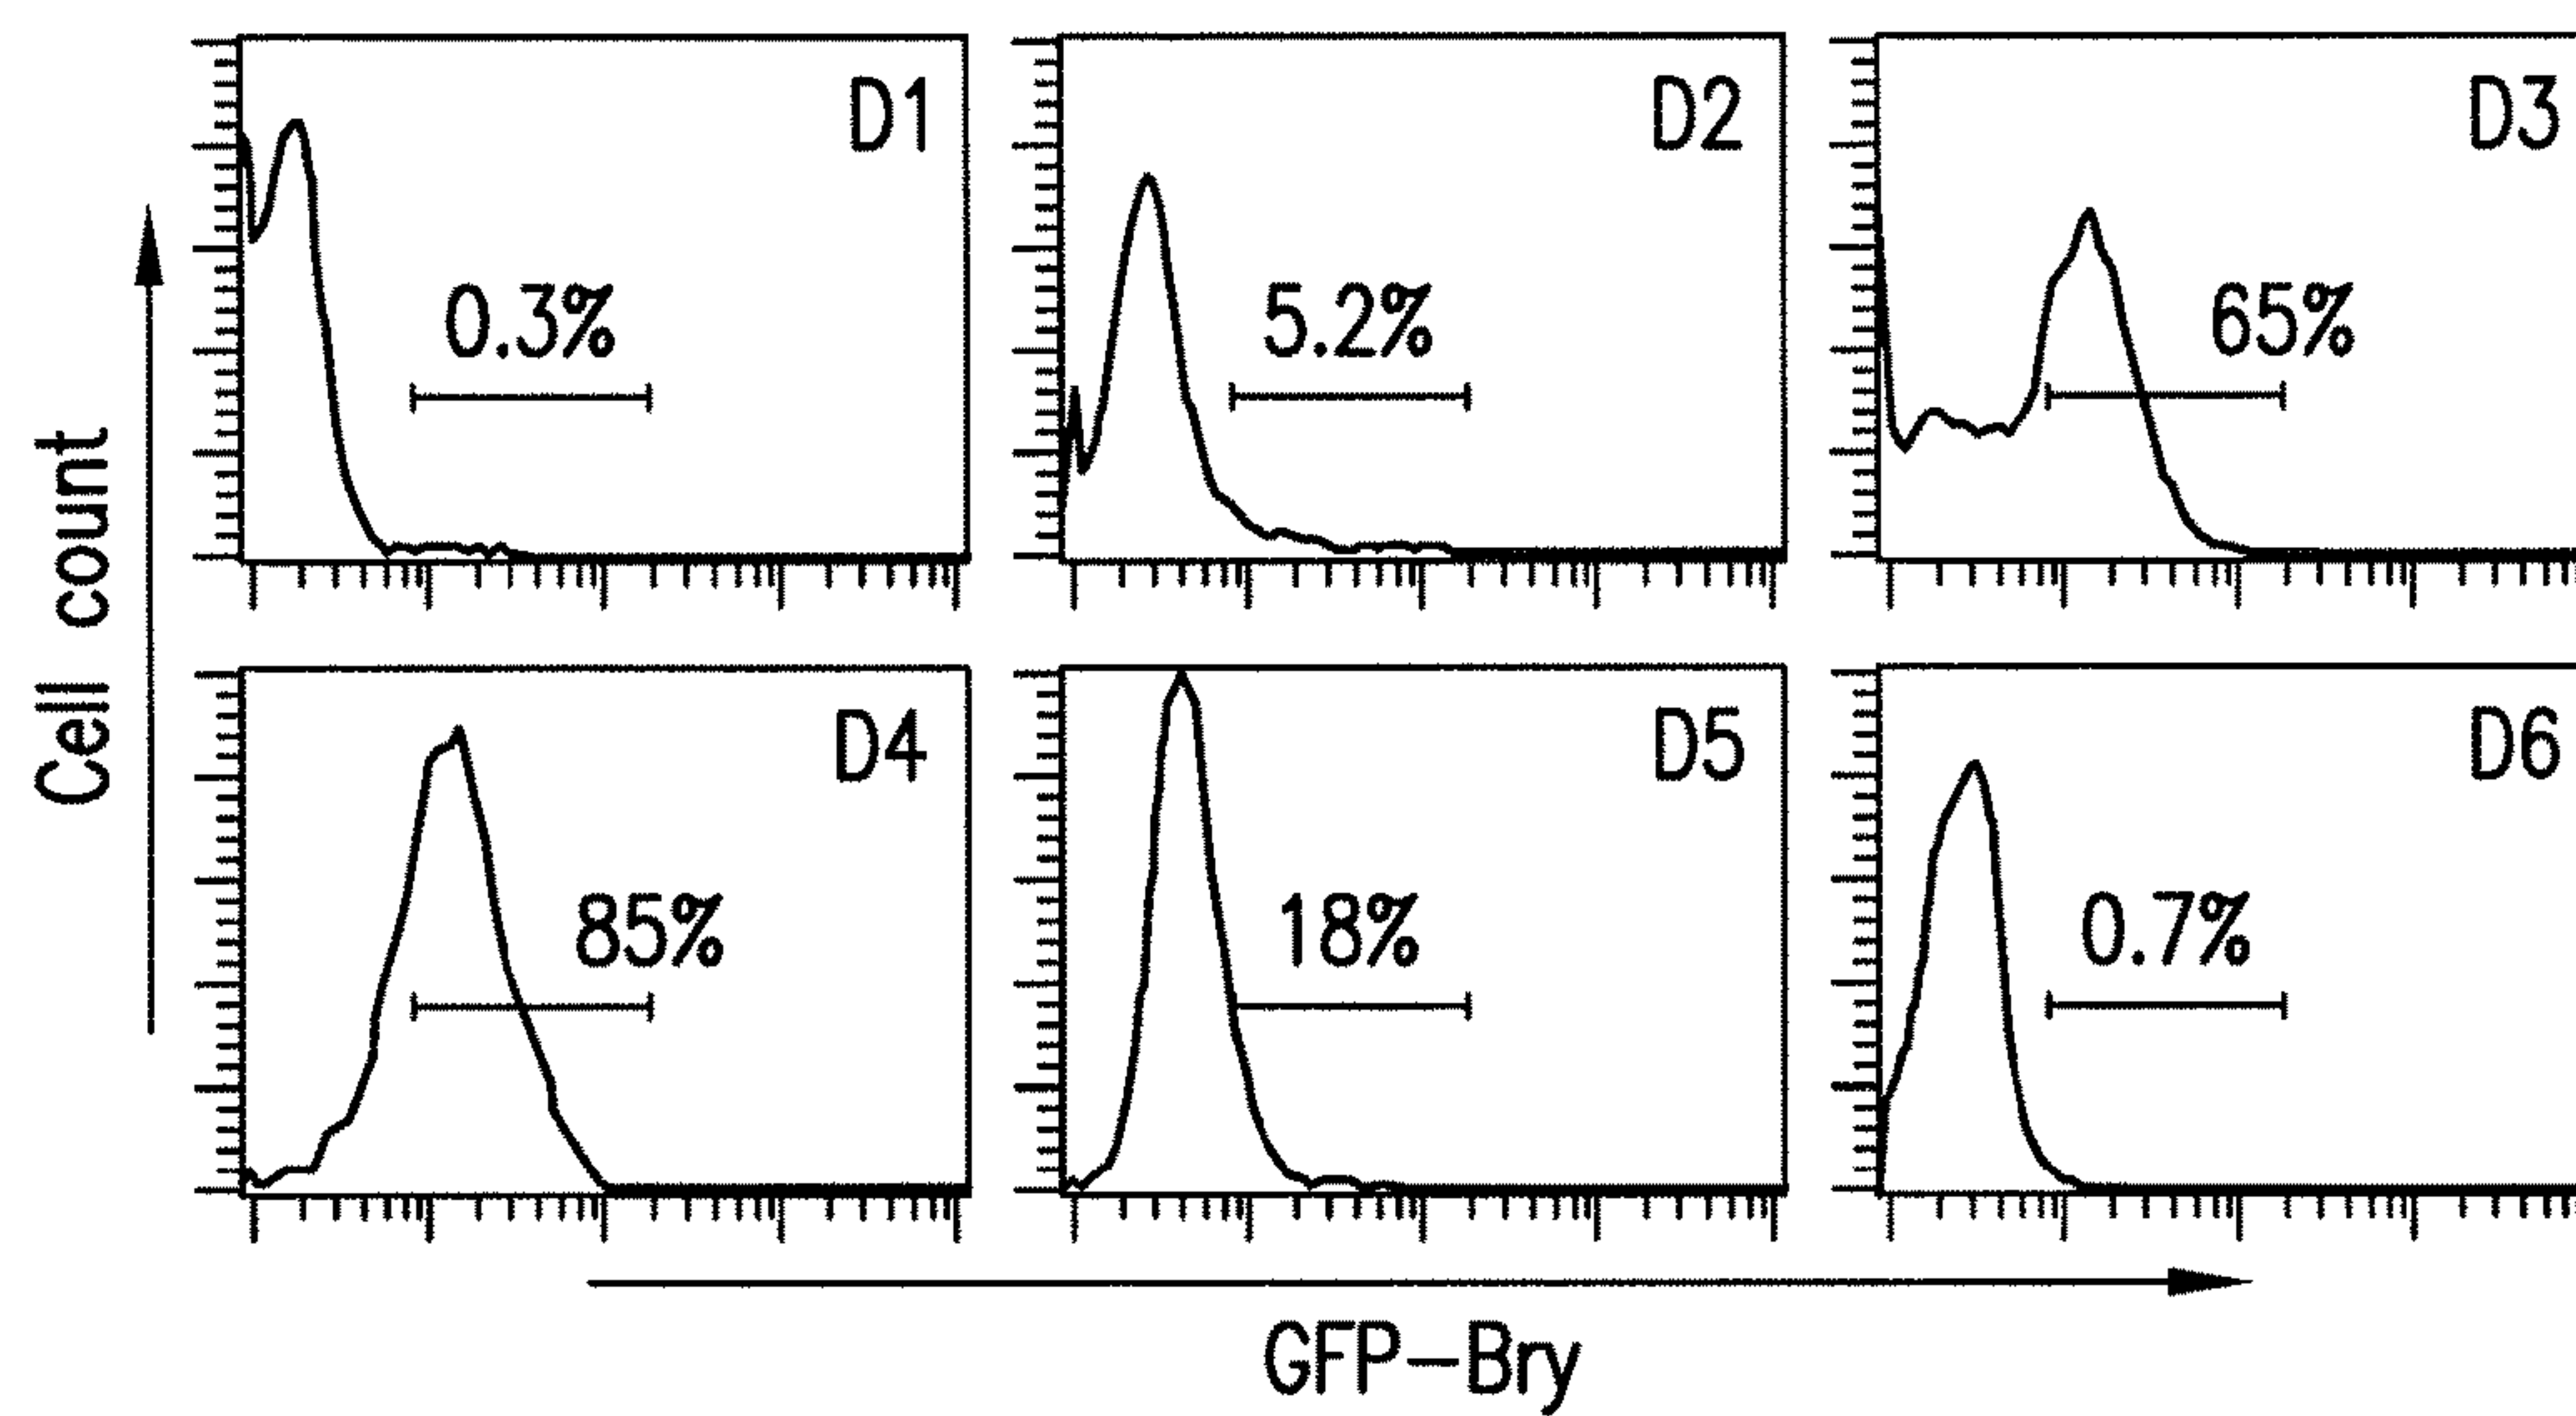 D1
0.3%
D2
5.2%
D3
65%
D4
85%
D5
18%
D6
0.7%
Cell count
GFP-Bry